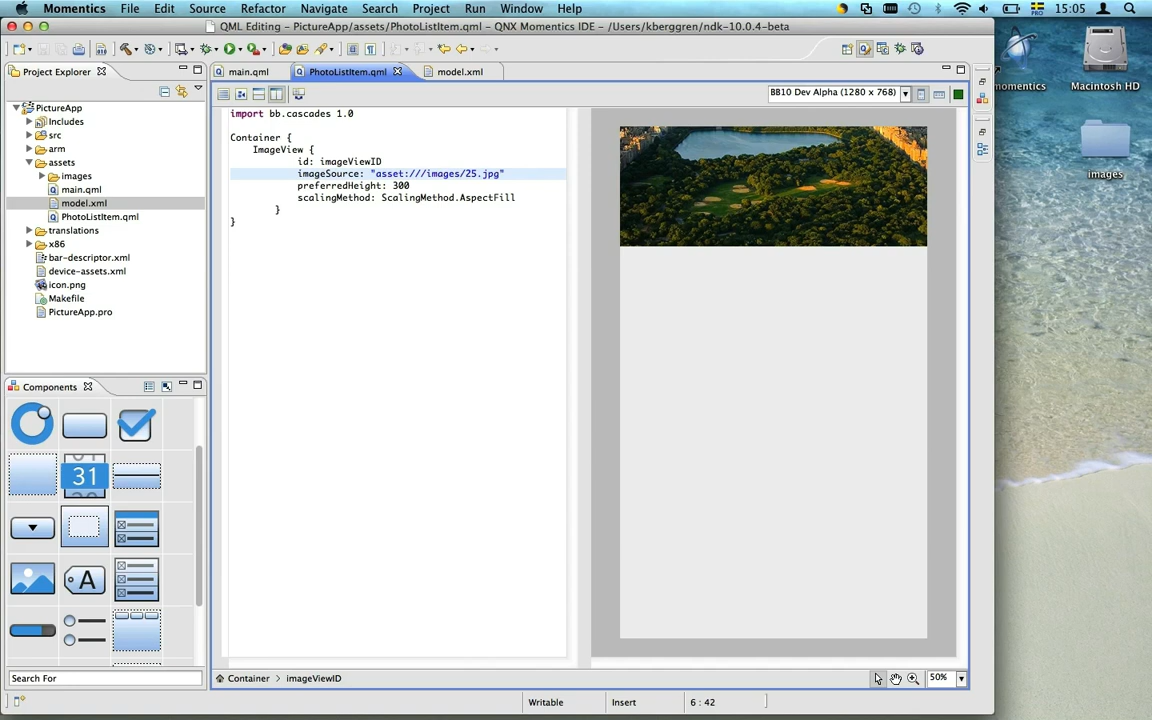 Momentics File Edit Source Refactor Navigate Search Project Run Window Help 15:05
PRO
QML Editing - PictureApp/assets/PhotoListItem.qml - QNX Momentics IDE - /Users/kberggren/ndk-10.0.4-beta
Project Explorer
PictureApp
Includes
src
arm
assets
images
main.qml
model.xml
PhotoListItem.qml
translations
x86
bar-descriptor.xml
device-assets.xml
icon.png
Makefile
PictureApp.pro
Components
31
A
Search For
main.qml PhotoListItem.qml model.xml
BB10 Dev Alpha (1280 x 768)
import bb.cascades 1.0
Container {
ImageView {
id: imageViewID
imageSource: "asset:///images/25.jpg"
preferredHeight: 300
scalingMethod: ScalingMethod.AspectFill
}
}
Container > imageViewID
50%
Writable Insert 6 : 42
momentics
Macintosh HD
images